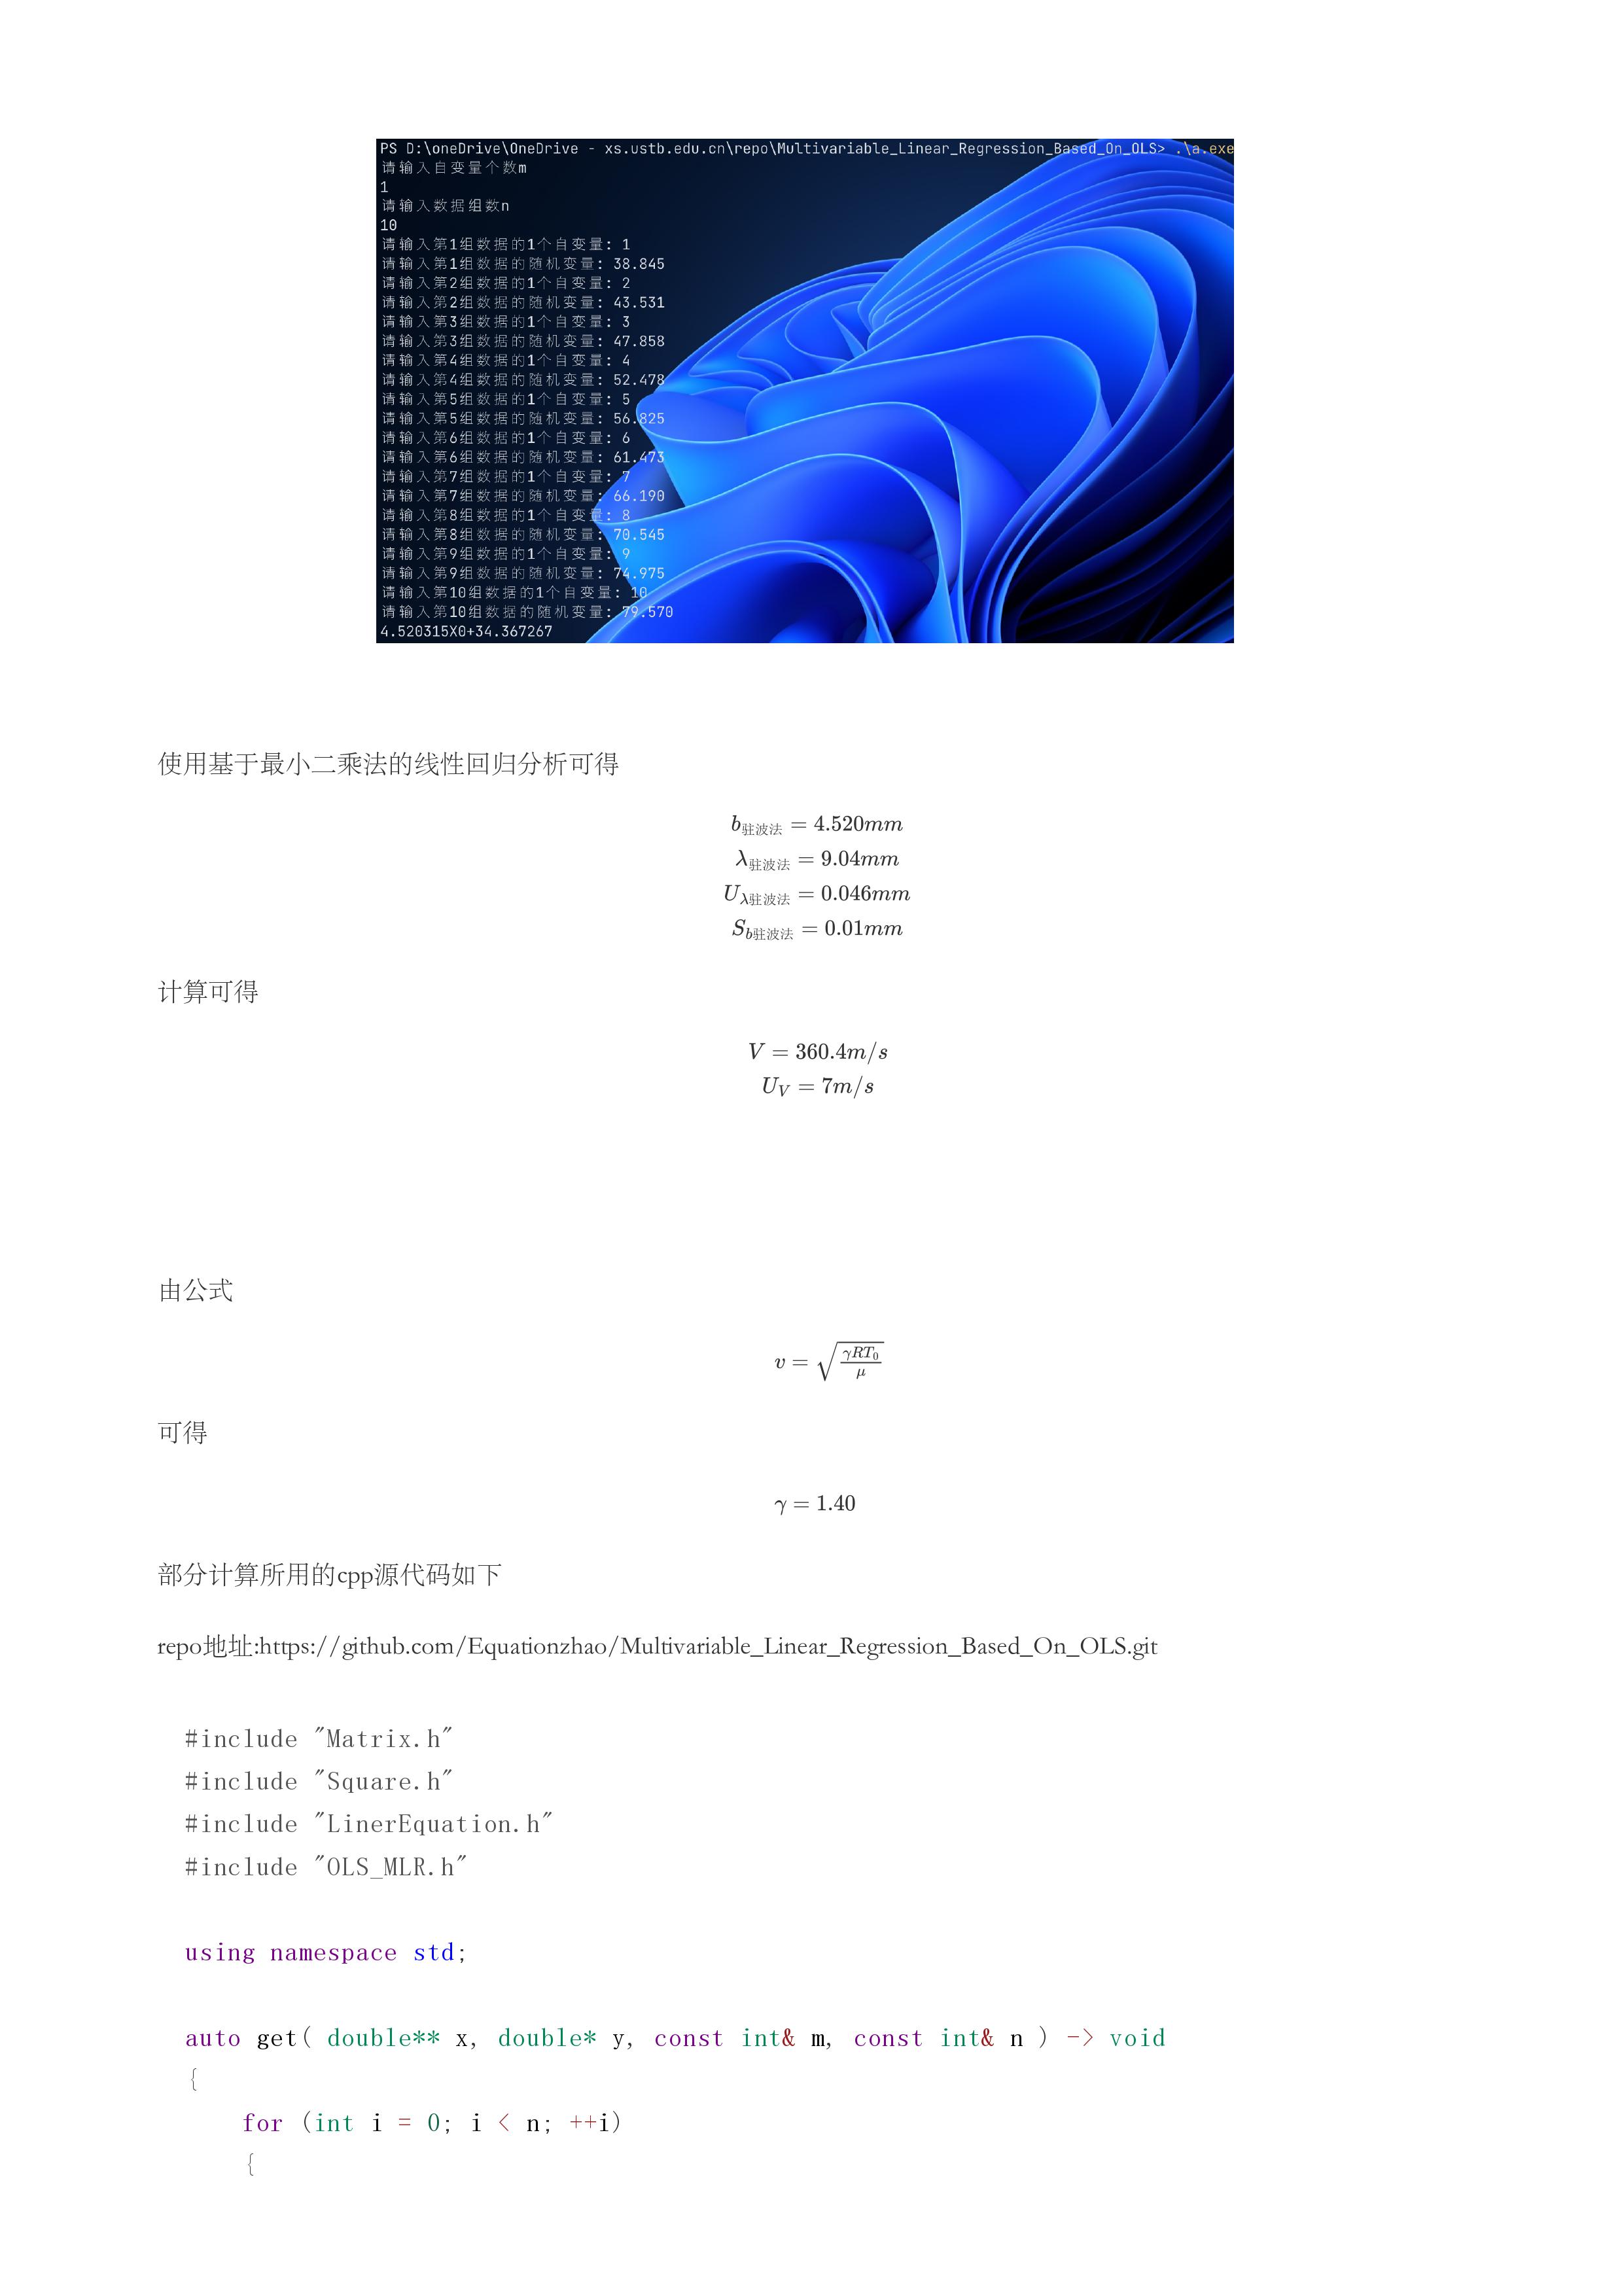 PS D:\oneDrive\OneDrive - xs.ustb.edu.cn\repo\Multivariable_Linear_Regression_Based_On_OLS> .\a.exe
请输入自变量个数m
1
请输入数据组数n
10
请输入第1组数据的1个自变量: 1
请输入第1组数据的随机变量: 38.845
请输入第2组数据的1个自变量: 2
请输入第2组数据的随机变量: 43.531
请输入第3组数据的1个自变量: 3
请输入第3组数据的随机变量: 47.858
请输入第4组数据的1个自变量: 4
请输入第4组数据的随机变量: 52.478
请输入第5组数据的1个自变量: 5
请输入第5组数据的随机变量: 56.825
请输入第6组数据的1个自变量: 6
请输入第6组数据的随机变量: 61.473
请输入第7组数据的1个自变量: 7
请输入第7组数据的随机变量: 66.190
请输入第8组数据的1个自变量: 8
请输入第8组数据的随机变量: 70.545
请输入第9组数据的1个自变量: 9
请输入第9组数据的随机变量: 74.975
请输入第10组数据的1个自变量: 10
请输入第10组数据的随机变量: 79.570
4.520315X0+34.367267
使用基于最小二乘法的线性回归分析可得
b驻波法 = 4.520mm
λ驻波法 = 9.04mm
Uλ驻波法 = 0.046mm
Sb驻波法 = 0.01mm
计算可得
V = 360.4m/s
U_V = 7m/s
由公式
v = √(γRT₀/μ)
可得
γ = 1.40
部分计算所用的cpp源代码如下
repo地址:https://github.com/Equationzhao/Multivariable_Linear_Regression_Based_On_OLS.git
#include "Matrix.h"
#include "Square.h"
#include "LinerEquation.h"
#include "OLS_MLR.h"
using namespace std;
auto get( double** x, double* y, const int& m, const int& n ) -> void
{
for (int i = 0; i < n; ++i)
{